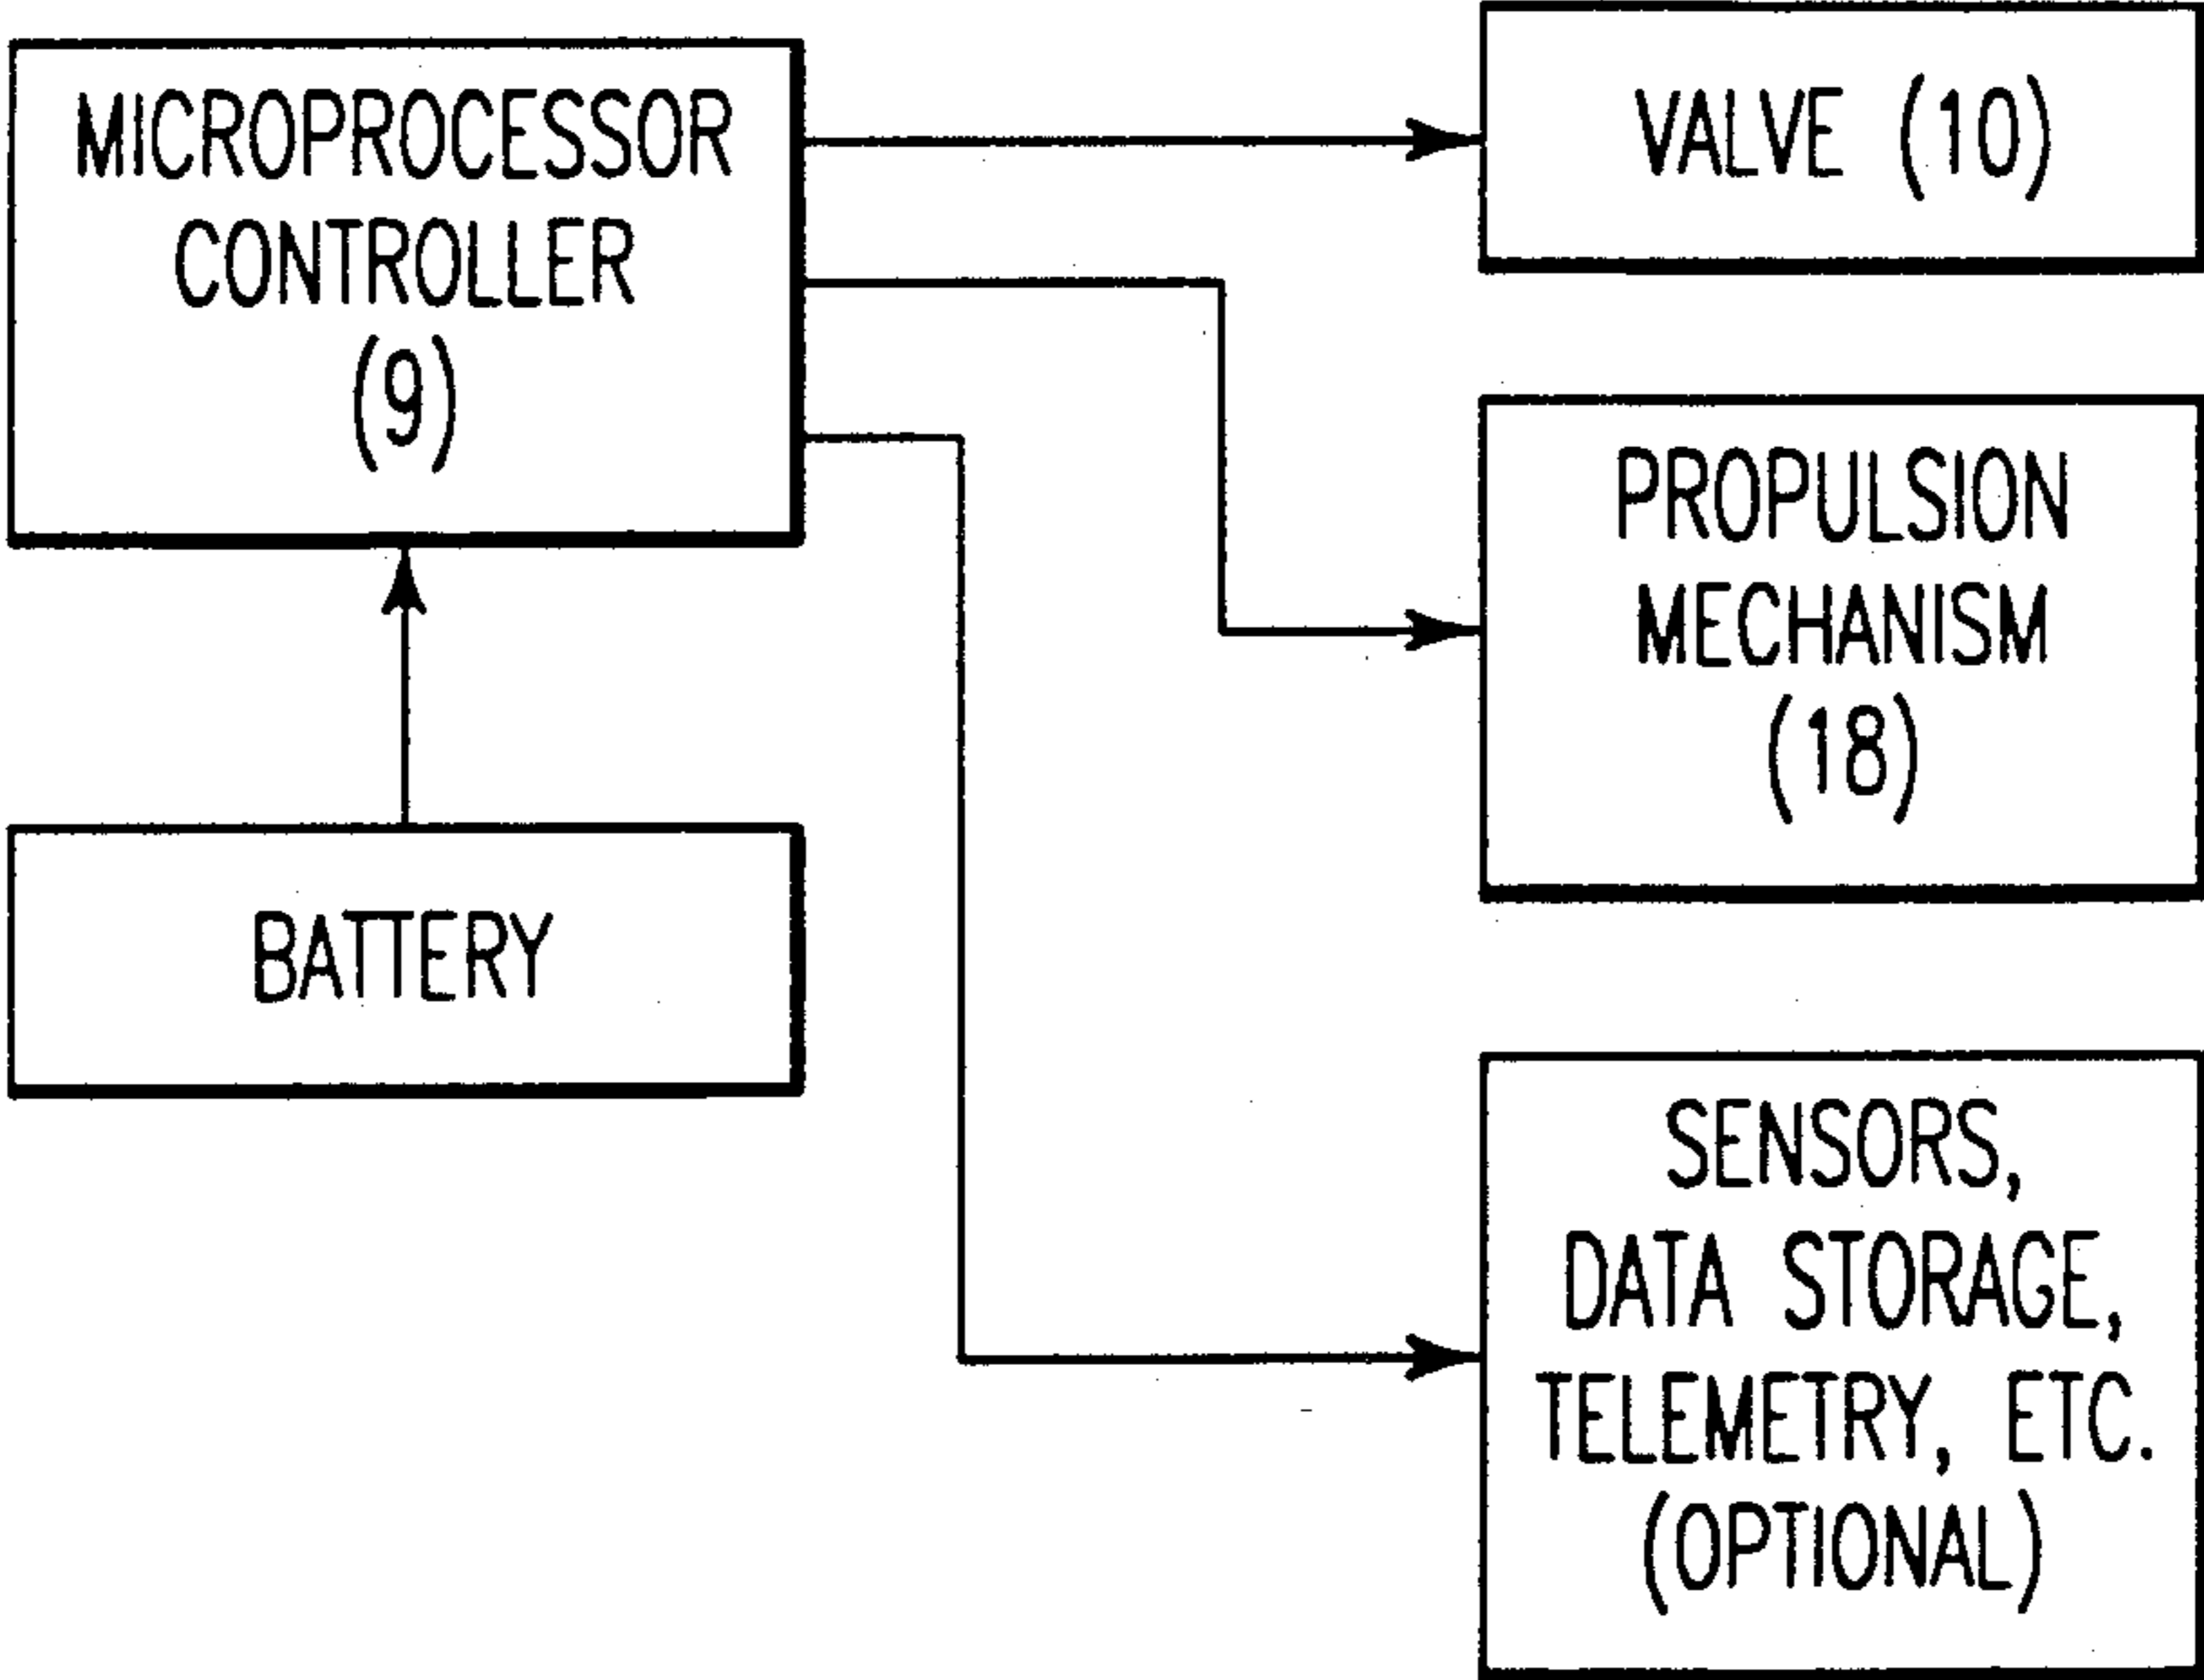 MICROPROCESSOR
CONTROLLER
(9)
BATTERY
VALVE (10)
PROPULSION
MECHANISM
(18)
SENSORS,
DATA STORAGE,
TELEMETRY, ETC.
(OPTIONAL)